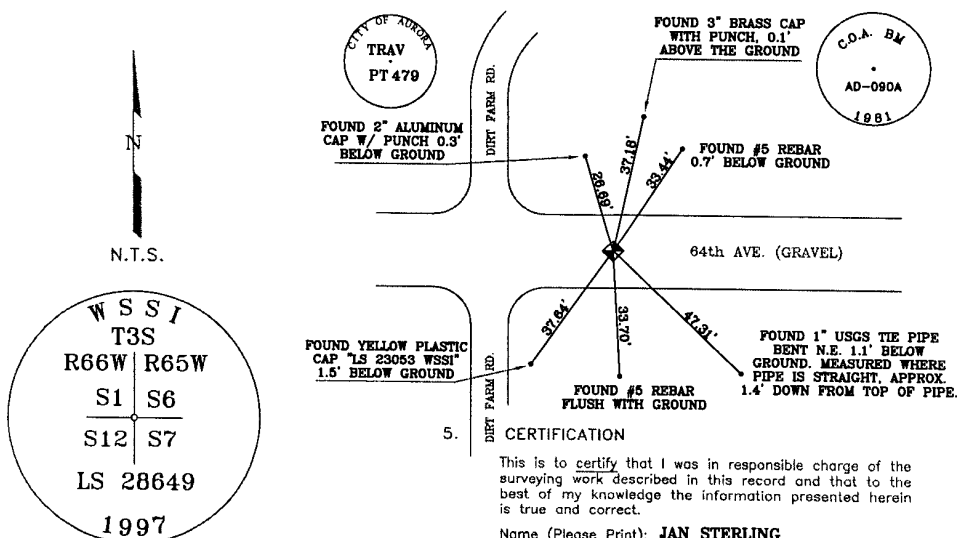 CITY OF AURORA
TRAV
PT 479
FOUND 3" BRASS CAP
WITH PUNCH, 0.1'
ABOVE THE GROUND
C.O.A. BM
AD-090A
1981
DIRT FARM RD.
FOUND 2" ALUMINUM
CAP W/ PUNCH 0.3'
BELOW GROUND
FOUND #5 REBAR
0.7' BELOW GROUND
26.69'
37.18'
33.44'
N
N.T.S.
64th AVE. (GRAVEL)
37.64'
33.70'
47.31'
WSSI
T3S
R66W R65W
S1 S6
S12 S7
LS 28649
1997
FOUND YELLOW PLASTIC
CAP "LS 23053 WSSI"
1.5' BELOW GROUND
DIRT FARM RD.
FOUND #5 REBAR
FLUSH WITH GROUND
FOUND 1" USGS TIE PIPE
BENT N.E. 1.1' BELOW
GROUND. MEASURED WHERE
PIPE IS STRAIGHT, APPROX.
1.4' DOWN FROM TOP OF PIPE.
5. CERTIFICATION
This is to certify that I was in responsible charge of the
surveying work described in this record and that to the
best of my knowledge the information presented herein
is true and correct.
Name (Please Print): JAN STERLING